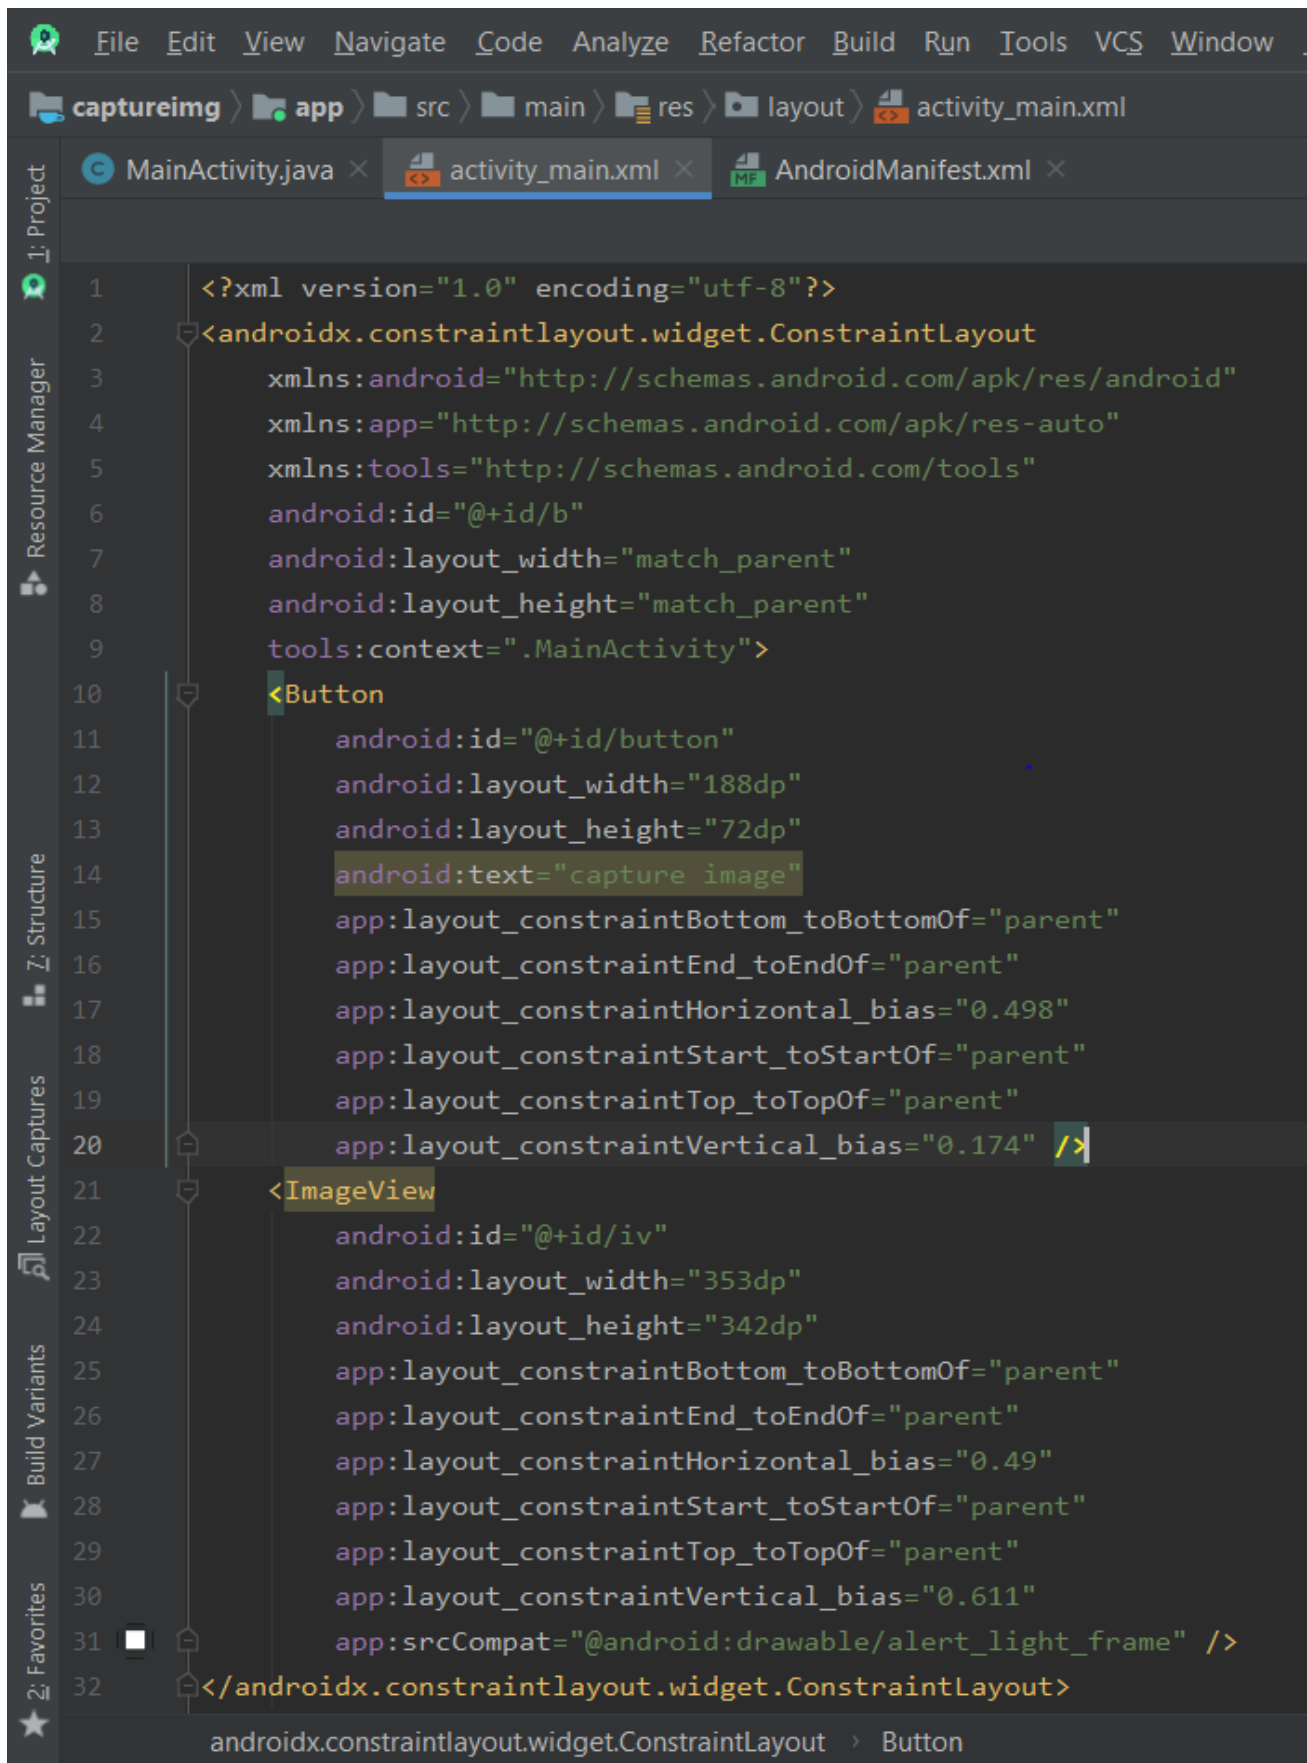 File Edit View Navigate Code Analyze Refactor Build Run Tools VCS Window
captureimg app src main res layout activity_main.xml
MainActivity.java activity_main.xml AndroidManifest.xml
1: Project
Resource Manager
7: Structure
Layout Captures
Build Variants
2: Favorites
1 <?xml version="1.0" encoding="utf-8"?>
2 <androidx.constraintlayout.widget.ConstraintLayout
3 xmlns:android="http://schemas.android.com/apk/res/android"
4 xmlns:app="http://schemas.android.com/apk/res-auto"
5 xmlns:tools="http://schemas.android.com/tools"
6 android:id="@+id/b"
7 android:layout_width="match_parent"
8 android:layout_height="match_parent"
9 tools:context=".MainActivity">
10 <Button
11 android:id="@+id/button"
12 android:layout_width="188dp"
13 android:layout_height="72dp"
14 android:text="capture image"
15 app:layout_constraintBottom_toBottomOf="parent"
16 app:layout_constraintEnd_toEndOf="parent"
17 app:layout_constraintHorizontal_bias="0.498"
18 app:layout_constraintStart_toStartOf="parent"
19 app:layout_constraintTop_toTopOf="parent"
20 app:layout_constraintVertical_bias="0.174" />
21 <ImageView
22 android:id="@+id/iv"
23 android:layout_width="353dp"
24 android:layout_height="342dp"
25 app:layout_constraintBottom_toBottomOf="parent"
26 app:layout_constraintEnd_toEndOf="parent"
27 app:layout_constraintHorizontal_bias="0.49"
28 app:layout_constraintStart_toStartOf="parent"
29 app:layout_constraintTop_toTopOf="parent"
30 app:layout_constraintVertical_bias="0.611"
31 app:srcCompat="@android:drawable/alert_light_frame" />
32 </androidx.constraintlayout.widget.ConstraintLayout>
androidx.constraintlayout.widget.ConstraintLayout › Button